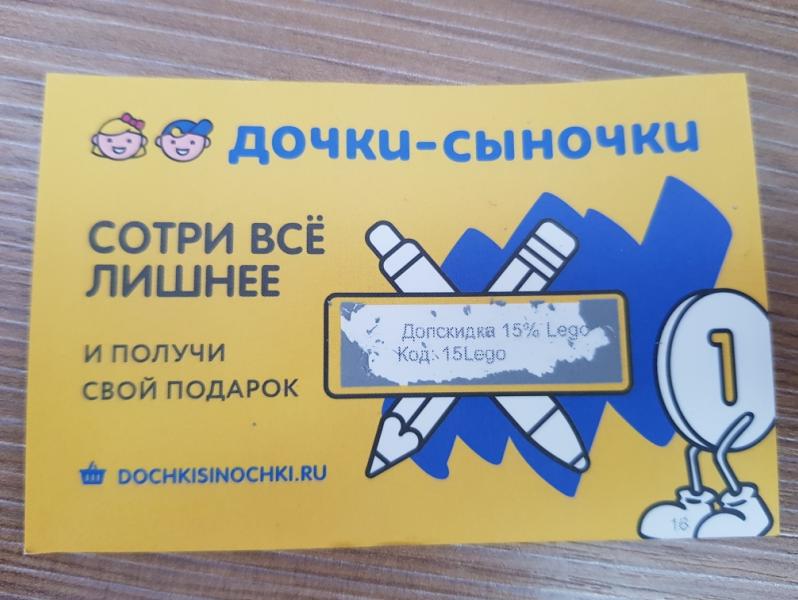 ДОЧКИ-СЫНОЧКИ
СОТРИ ВСЁ
ЛИШНЕЕ
Допскидка 15% Lego
Код: 15Lego
И ПОЛУЧИ
СВОЙ ПОДАРОК
1
DOCHKISINOCHKI.RU
16